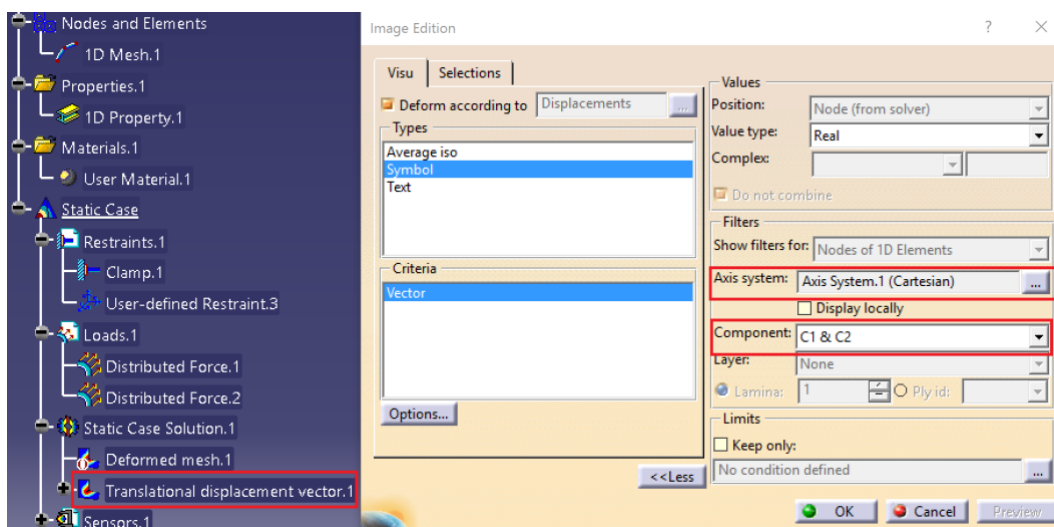 Nodes and Elements
1D Mesh.1
Properties.1
1D Property.1
Materials.1
User Material.1
Static Case
Restraints.1
Clamp.1
User-defined Restraint.3
Loads.1
Distributed Force.1
Distributed Force.2
Static Case Solution.1
Deformed mesh.1
Translational displacement vector.1
Sensors.1
Image Edition ? ×
Visu Selections
Deform according to Displacements ...
Types
Average iso
Symbol
Text
Criteria
Vector
Options...
<<Less
Values
Position: Node (from solver)
Value type: Real
Complex:
Do not combine
Filters
Show filters for: Nodes of 1D Elements
Axis system: Axis System.1 (Cartesian) ...
Display locally
Component: C1 & C2
Layer: None
Lamina: 1 Ply id:
Limits
Keep only:
No condition defined ...
OK Cancel Preview